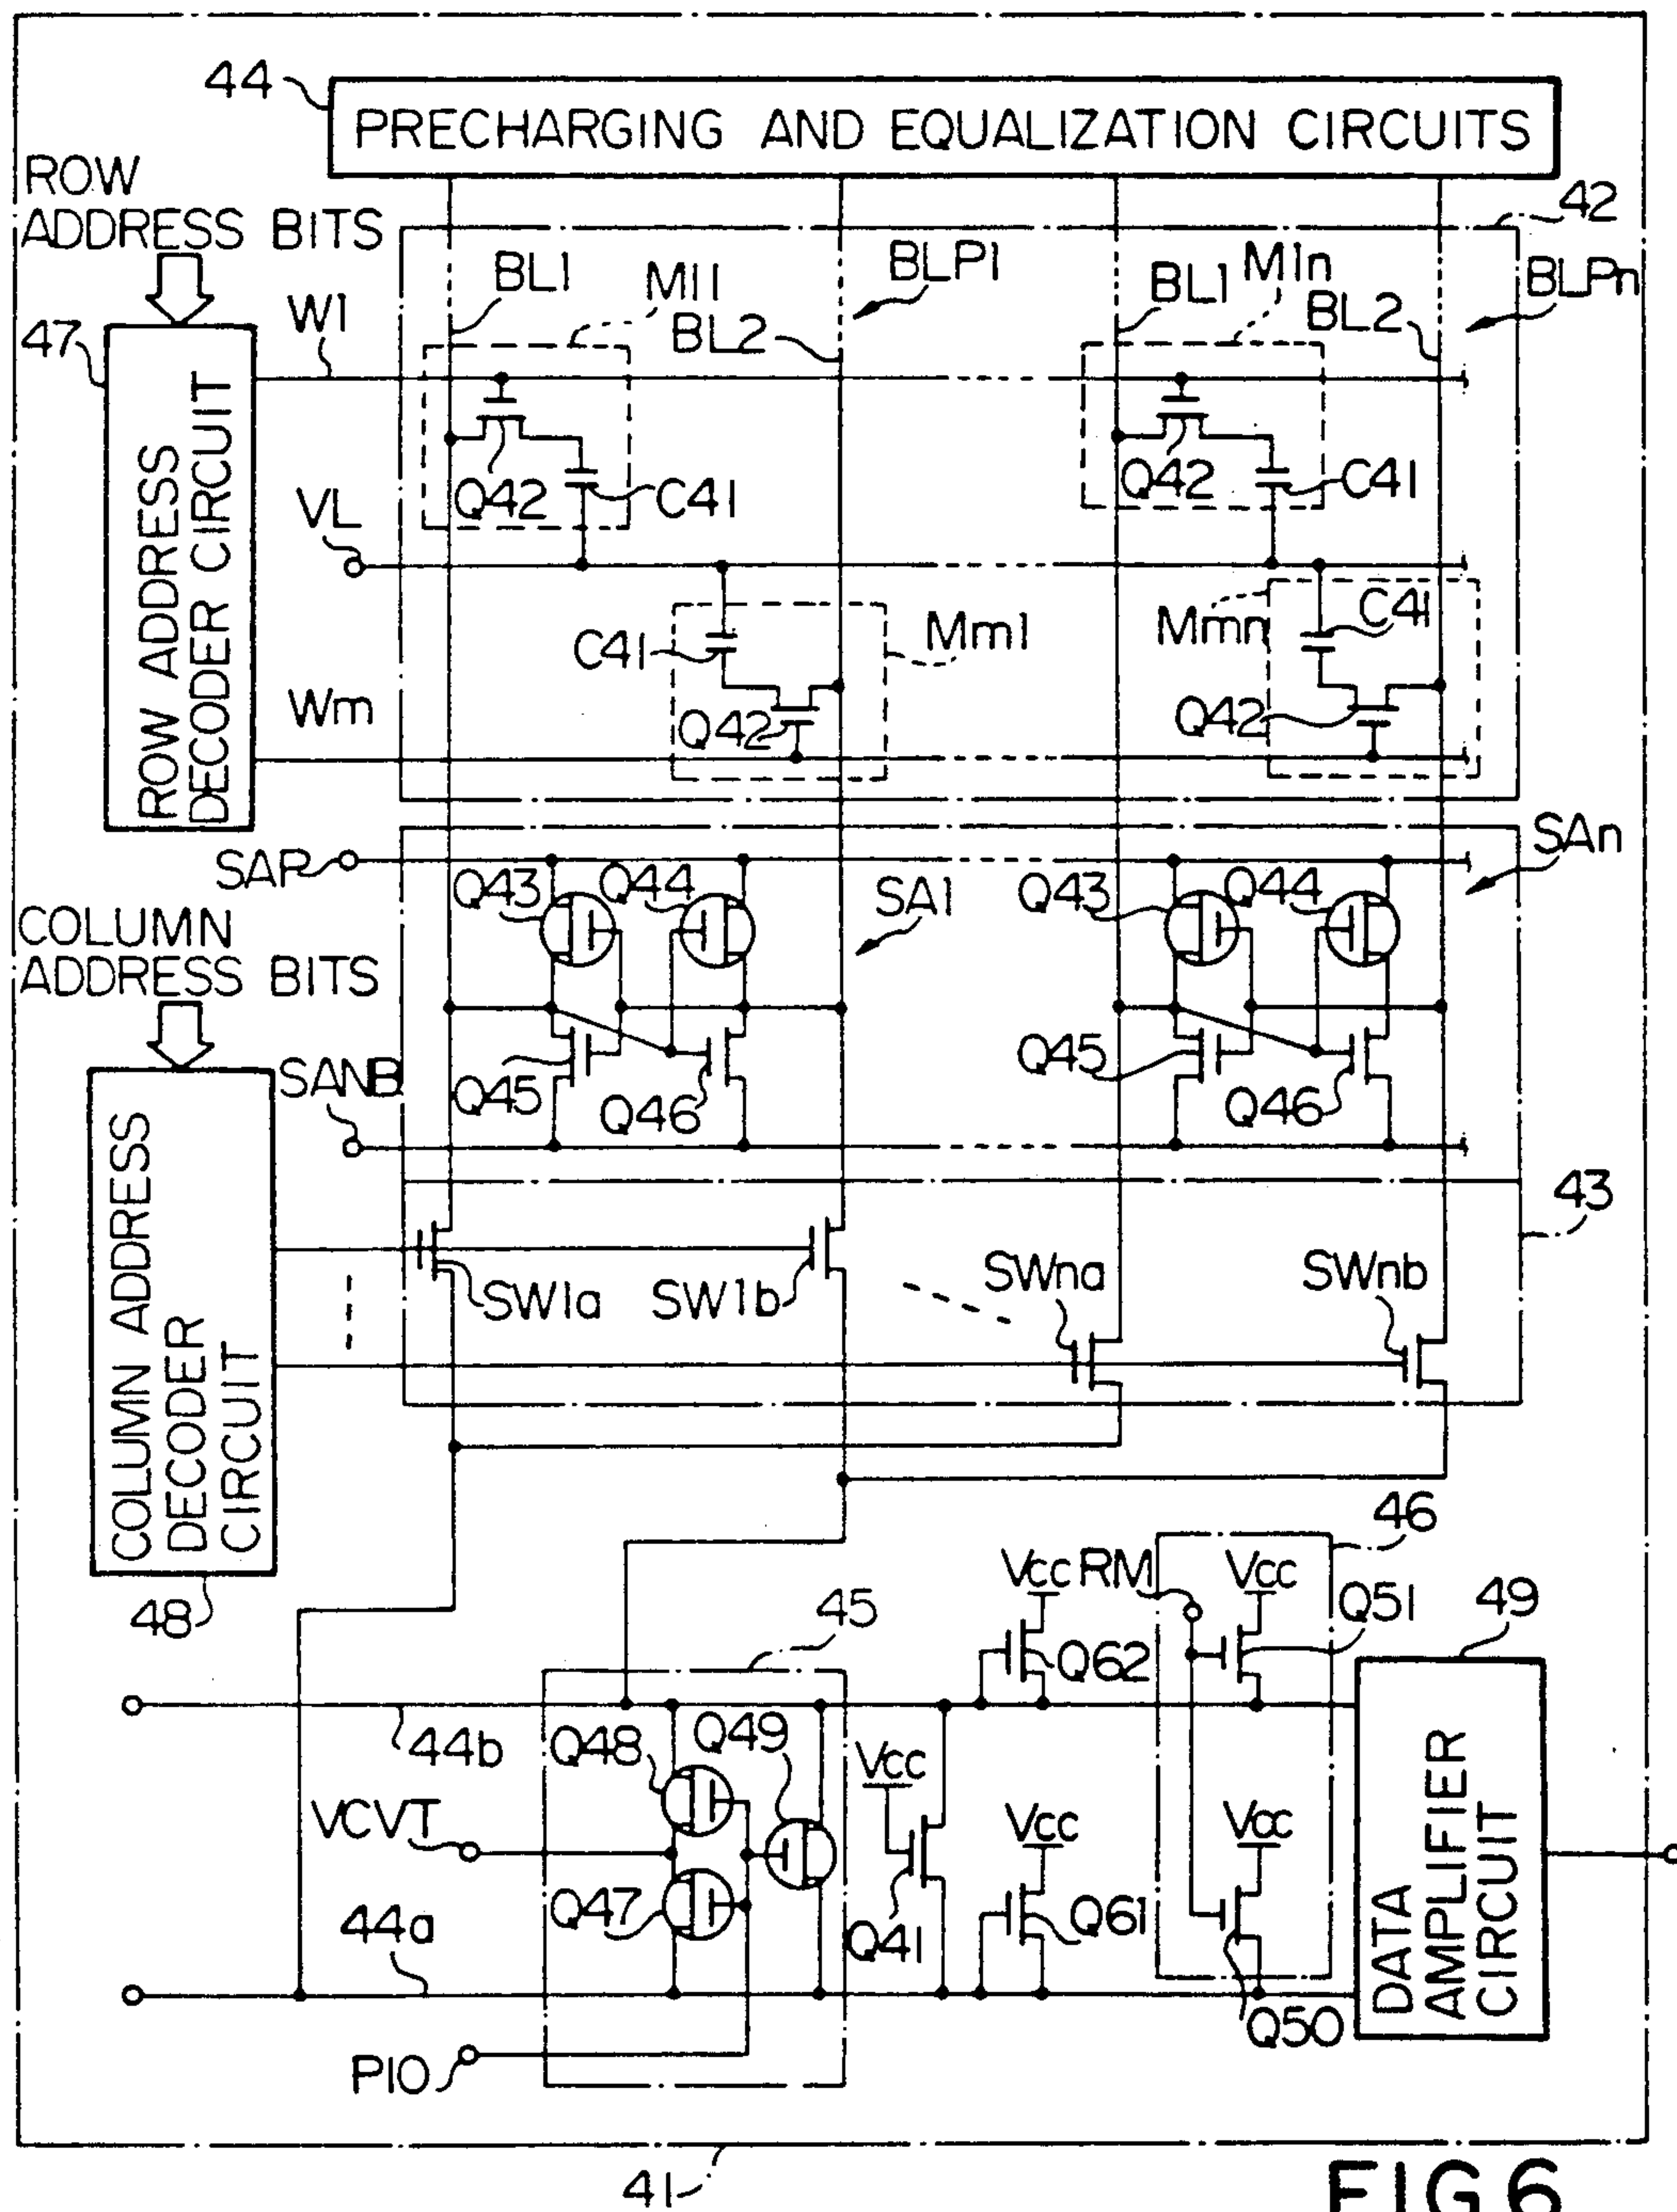 44
PRECHARGING AND EQUALIZATION CIRCUITS
ROW
ADDRESS BITS
42
BL1
M11
BLP1
BL1
M1n
BLPn
W1
BL2
BL2
47
ROW ADDRESS
DECODER CIRCUIT
Q42
C41
Q42
C41
VL
C41
Mm1
Mmn
C41
Wm
Q42
Q42
SAP
Q43
Q44
SA1
Q43
Q44
SAn
COLUMN
ADDRESS BITS
SANB
Q45
Q46
Q45
Q46
43
COLUMN ADDRESS
DECODER
CIRCUIT
SW1a
SW1b
SWna
SWnb
48
45
46
Vcc
RM
Vcc
Q51
49
Q62
44b
Q48
Q49
Vcc
VCVT
Vcc
Vcc
Q47
Q41
Q61
44a
Q50
DATA
AMPLIFIER
CIRCUIT
PIO
41
FIG.6